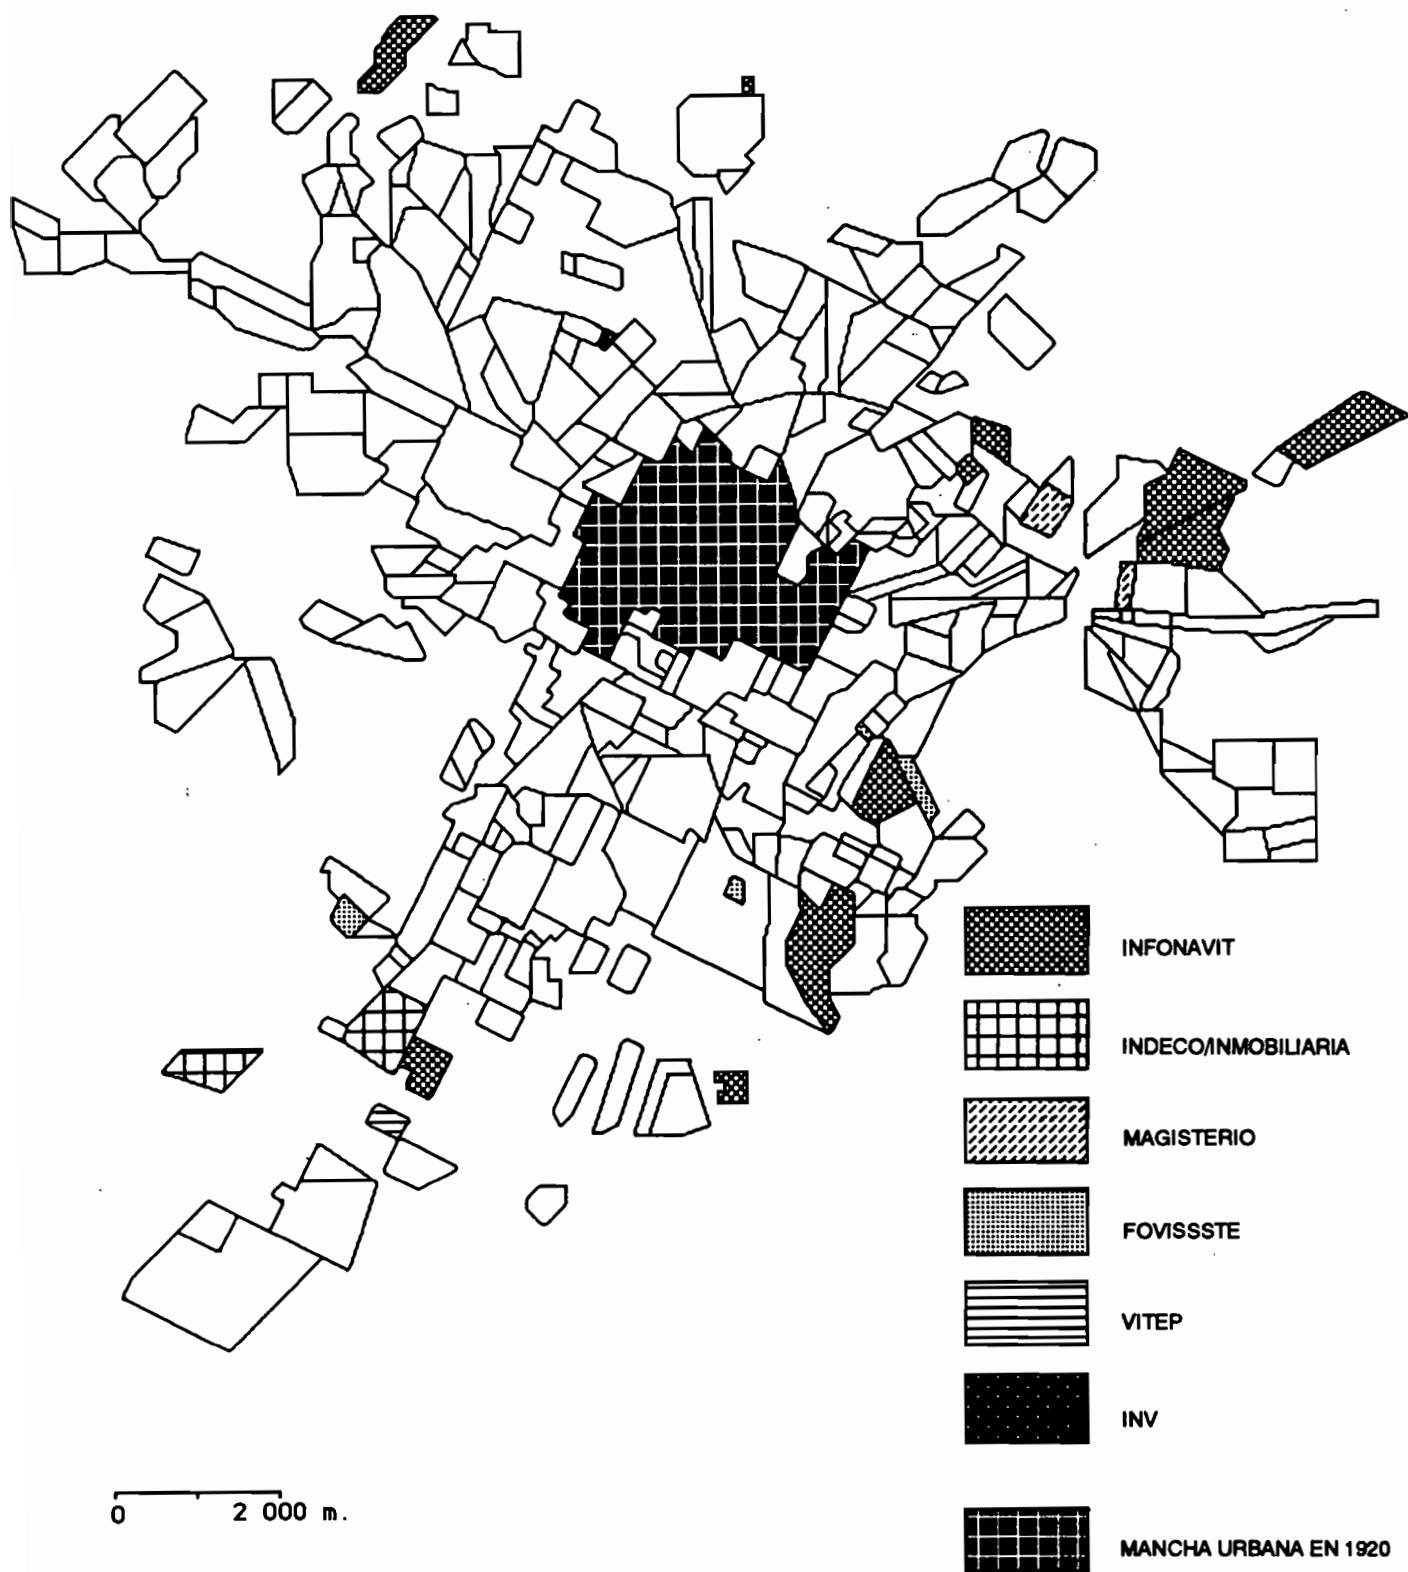 INFONAVIT
INDECO/INMOBILIARIA
MAGISTERIO
FOVISSSTE
VITEP
INV
0 2 000 m.
MANCHA URBANA EN 1920